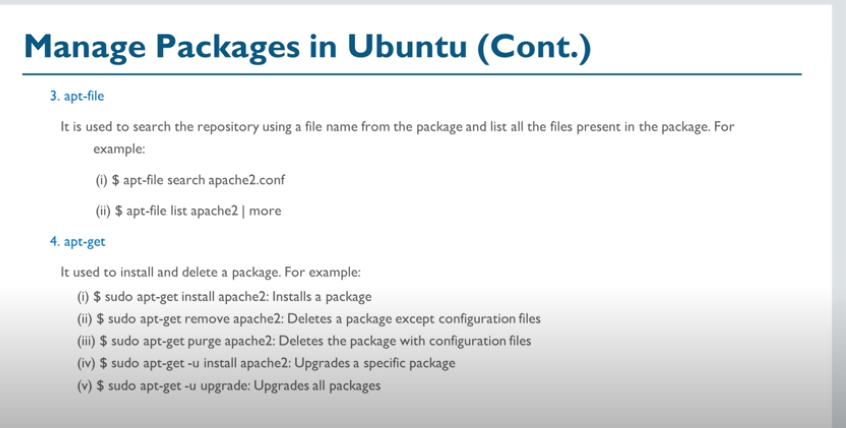 Manage Packages in Ubuntu (Cont.)
3. apt-file
It is used to search the repository using a file name from the package and list all the files present in the package. For
example:
(i) $ apt-file search apache2.conf
(ii) $ apt-file list apache2 | more
4. apt-get
It used to install and delete a package. For example:
(i) $ sudo apt-get install apache2: Installs a package
(ii) $ sudo apt-get remove apache2: Deletes a package except configuration files
(iii) $ sudo apt-get purge apache2: Deletes the package with configuration files
(iv) $ sudo apt-get -u install apache2: Upgrades a specific package
(v) $ sudo apt-get -u upgrade: Upgrades all packages